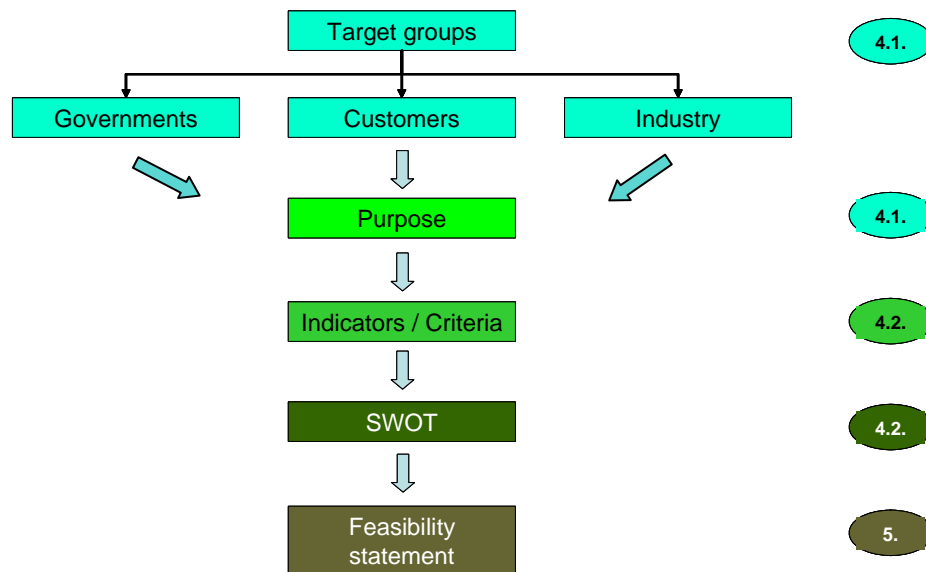 Target groups
4.1.
Governments
Customers
Industry
Purpose
4.1.
Indicators / Criteria
4.2.
SWOT
4.2.
Feasibility
statement
5.